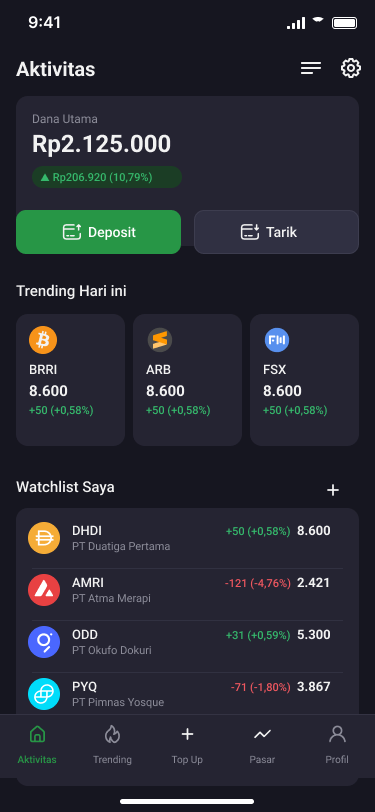 9:41
Aktivitas
Dana Utama
Rp2.125.000
Rp206.920 (10,79%)
Deposit
Tarik
Trending Hari ini
BRRI
8.600
+50 (+0,58%)
ARB
8.600
+50 (+0,58%)
FSX
8.600
+50 (+0,58%)
Watchlist Saya
DHDI +50 (+0,58%) 8.600
PT Duatiga Pertama
AMRI -121 (-4,76%) 2.421
PT Atma Merapi
ODD +31 (+0,59%) 5.300
PT Okufo Dokuri
PYQ -71 (-1,80%) 3.867
PT Pimnas Yosque
Aktivitas Trending Top Up Pasar Profil